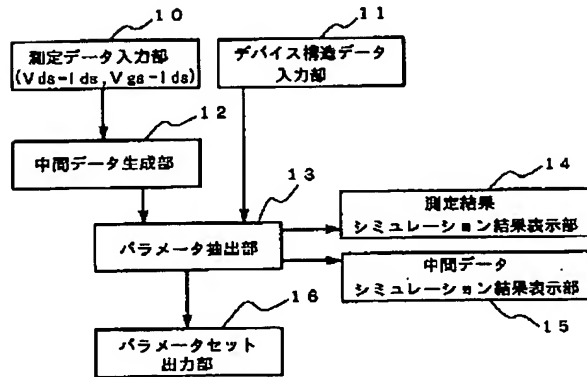 10
11
測定データ入力部
(Vds−Ids,Vgs−Ids)
デバイス構造データ
入力部
12
中間データ生成部
13
14
パラメータ抽出部
測定結果
シミュレーション結果表示部
中間データ
シミュレーション結果表示部
15
16
パラメータセット
出力部